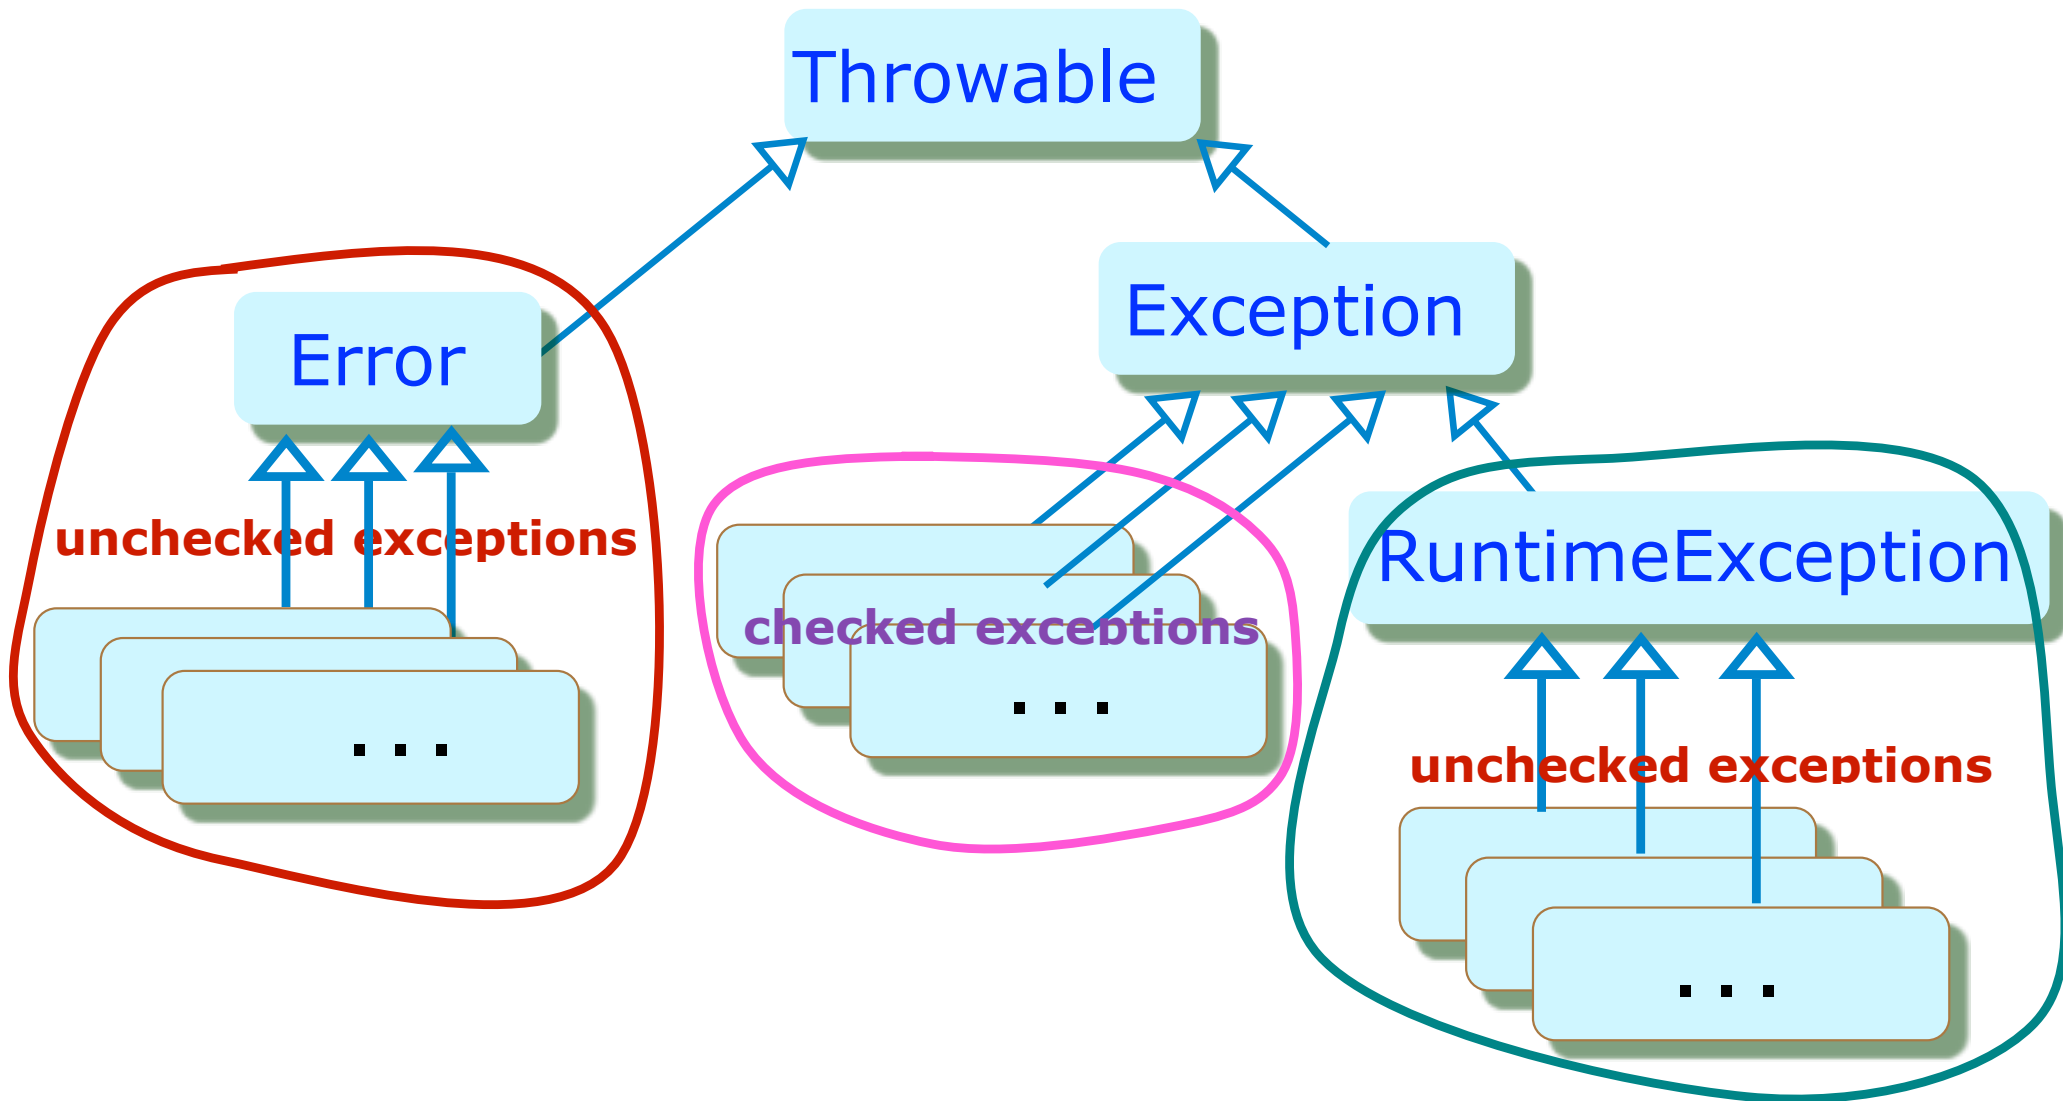 Throwable
Exception
Error
unchecked exceptions
RuntimeException
checked exceptions
...
...
unchecked exceptions
...